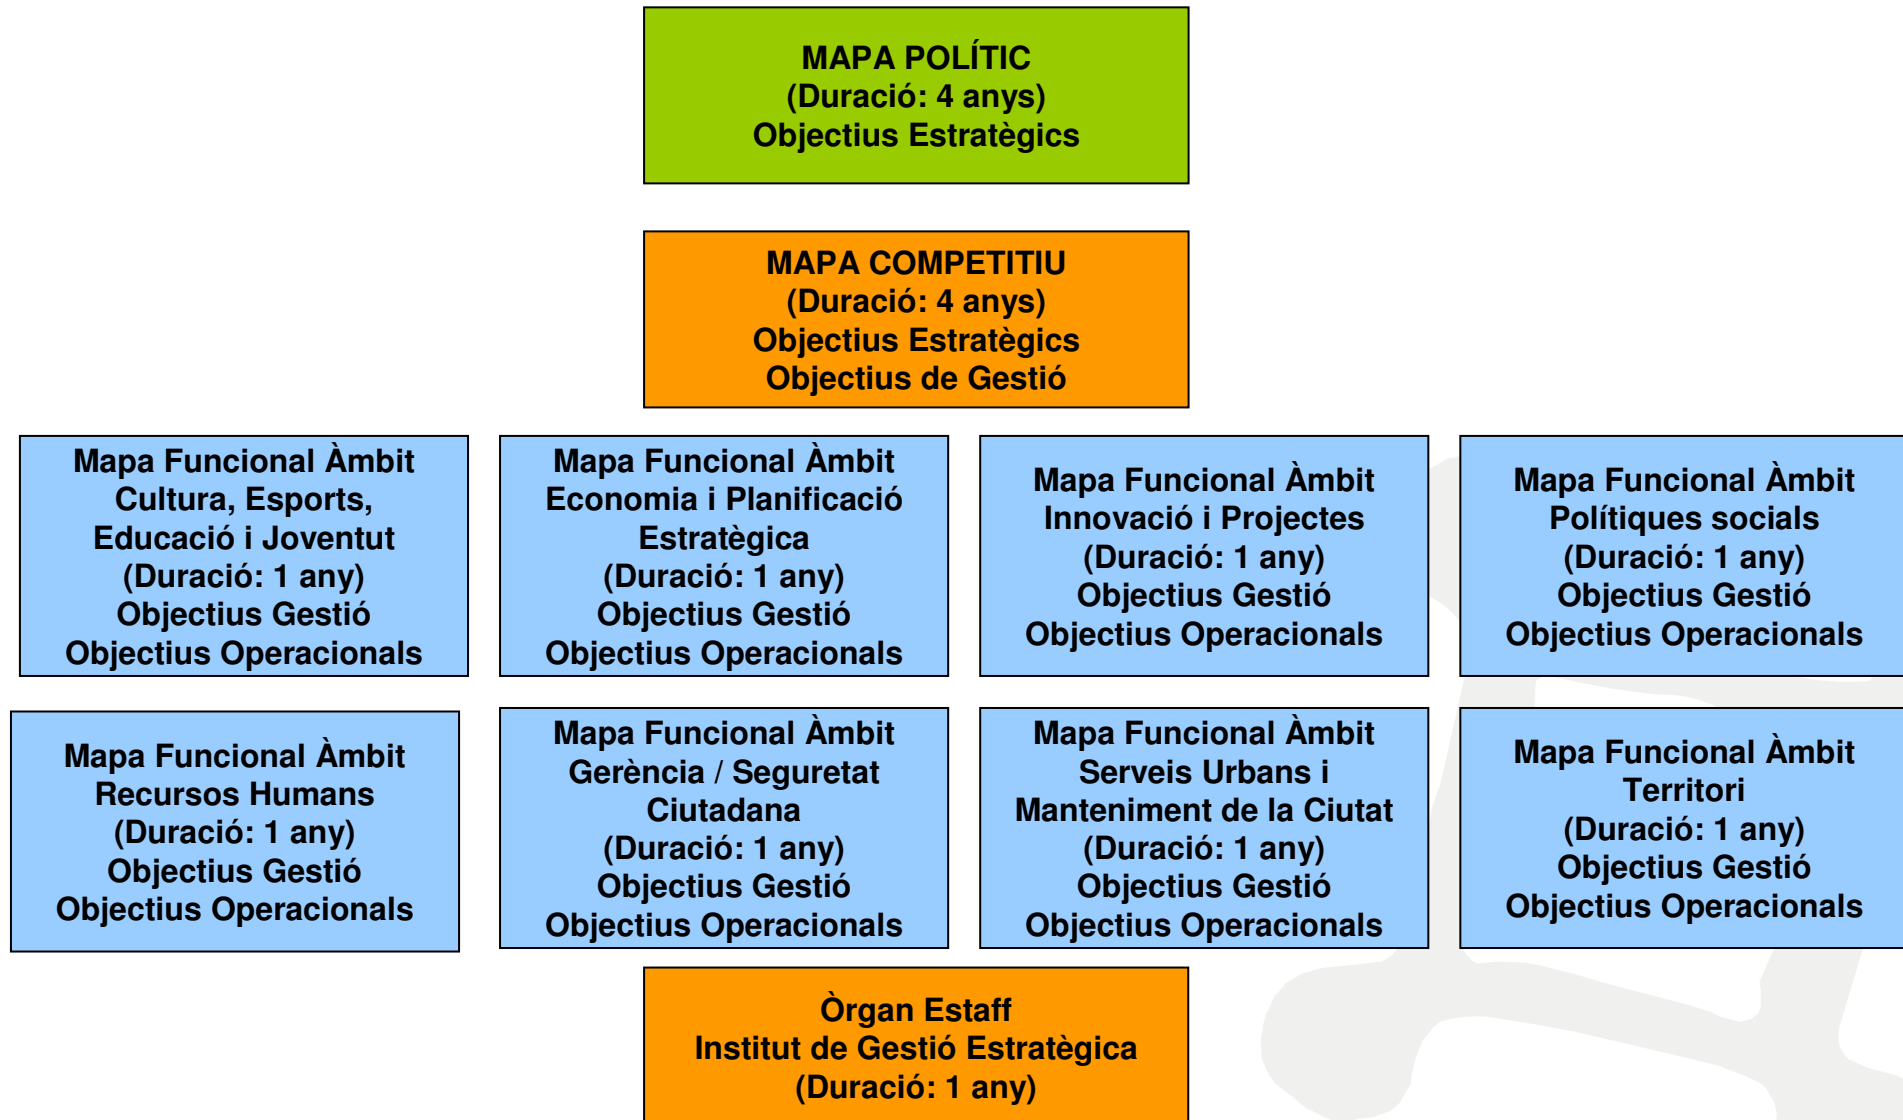 MAPA POLÍTIC
(Duració: 4 anys)
Objectius Estratègics
MAPA COMPETITIU
(Duració: 4 anys)
Objectius Estratègics
Objectius de Gestió
Mapa Funcional Àmbit
Cultura, Esports,
Educació i Joventut
(Duració: 1 any)
Objectius Gestió
Objectius Operacionals
Mapa Funcional Àmbit
Economia i Planificació
Estratègica
(Duració: 1 any)
Objectius Gestió
Objectius Operacionals
Mapa Funcional Àmbit
Innovació i Projectes
(Duració: 1 any)
Objectius Gestió
Objectius Operacionals
Mapa Funcional Àmbit
Polítiques socials
(Duració: 1 any)
Objectius Gestió
Objectius Operacionals
Mapa Funcional Àmbit
Recursos Humans
(Duració: 1 any)
Objectius Gestió
Objectius Operacionals
Mapa Funcional Àmbit
Gerència / Seguretat
Ciutadana
(Duració: 1 any)
Objectius Gestió
Objectius Operacionals
Mapa Funcional Àmbit
Serveis Urbans i
Manteniment de la Ciutat
(Duració: 1 any)
Objectius Gestió
Objectius Operacionals
Mapa Funcional Àmbit
Territori
(Duració: 1 any)
Objectius Gestió
Objectius Operacionals
Òrgan Estaff
Institut de Gestió Estratègica
(Duració: 1 any)